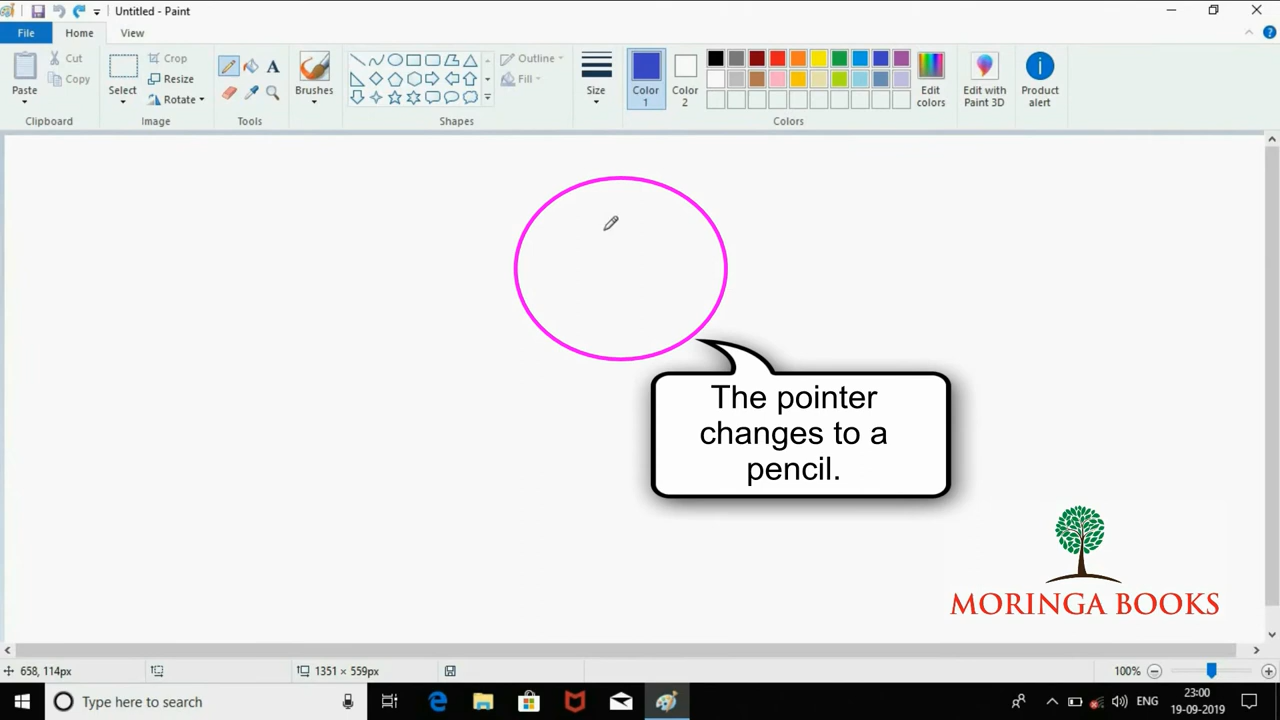 Untitled - Paint
File Home View
Cut
Copy
Paste
Clipboard
Crop
Resize
Rotate
Select
Image
A
Tools
Brushes
Outline
Fill
Shapes
Size
Color 1
Color 2
Edit colors
Colors
Edit with Paint 3D
Product alert
The pointer
changes to a
pencil.
MORINGA BOOKS
658, 114px
1351 × 559px
100%
Type here to search
ENG
23:00
19-09-2019